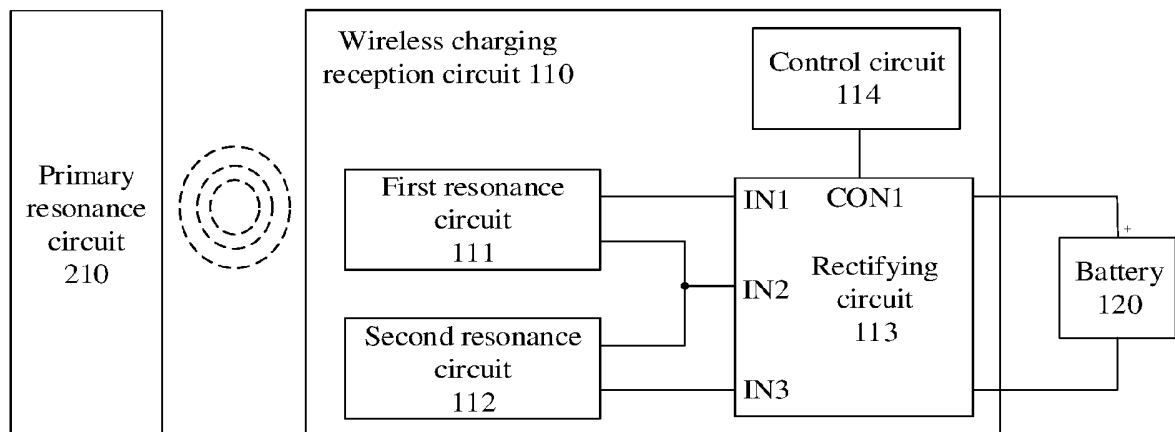 Wireless charging
reception circuit 110
Control circuit
114
Primary
resonance
circuit
210
First resonance
circuit
111
Second resonance
circuit
112
IN1
CON1
IN2
IN3
Rectifying
circuit
113
+
Battery
120